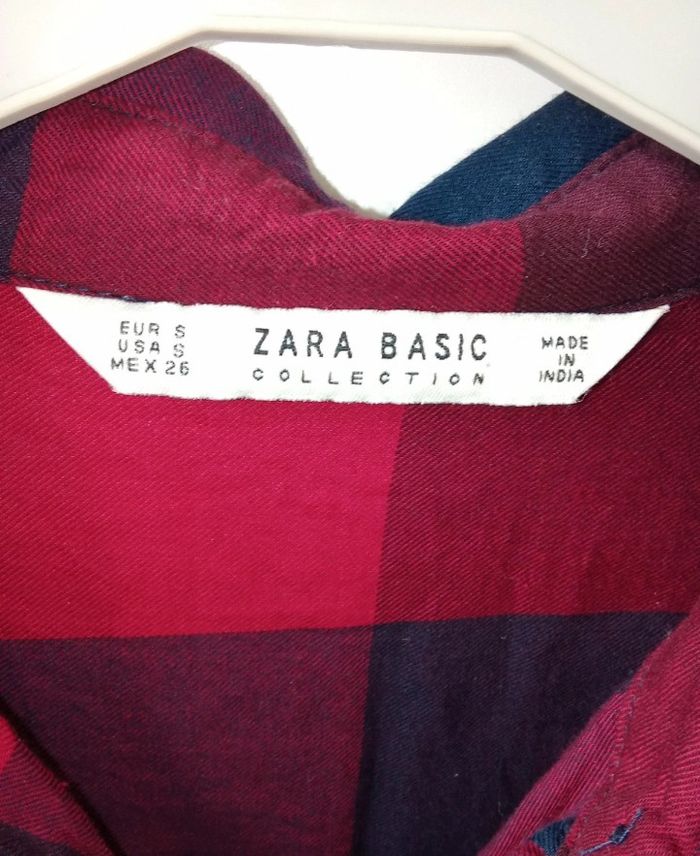 EUR S
USA S
MEX 26
ZARA BASIC
COLLECTION
MADE
IN
INDIA